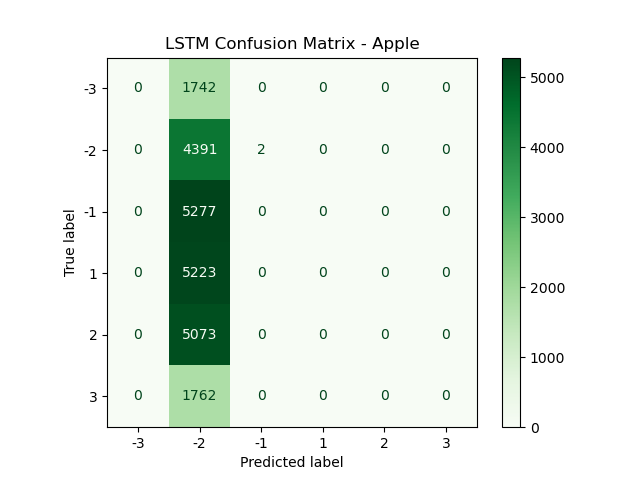 LSTM Confusion Matrix - Apple
True label
-3 0 1742 0 0 0 0
-2 0 4391 2 0 0 0
-1 0 5277 0 0 0 0
1 0 5223 0 0 0 0
2 0 5073 0 0 0 0
3 0 1762 0 0 0 0
-3 -2 -1 1 2 3
Predicted label
5000
4000
3000
2000
1000
0